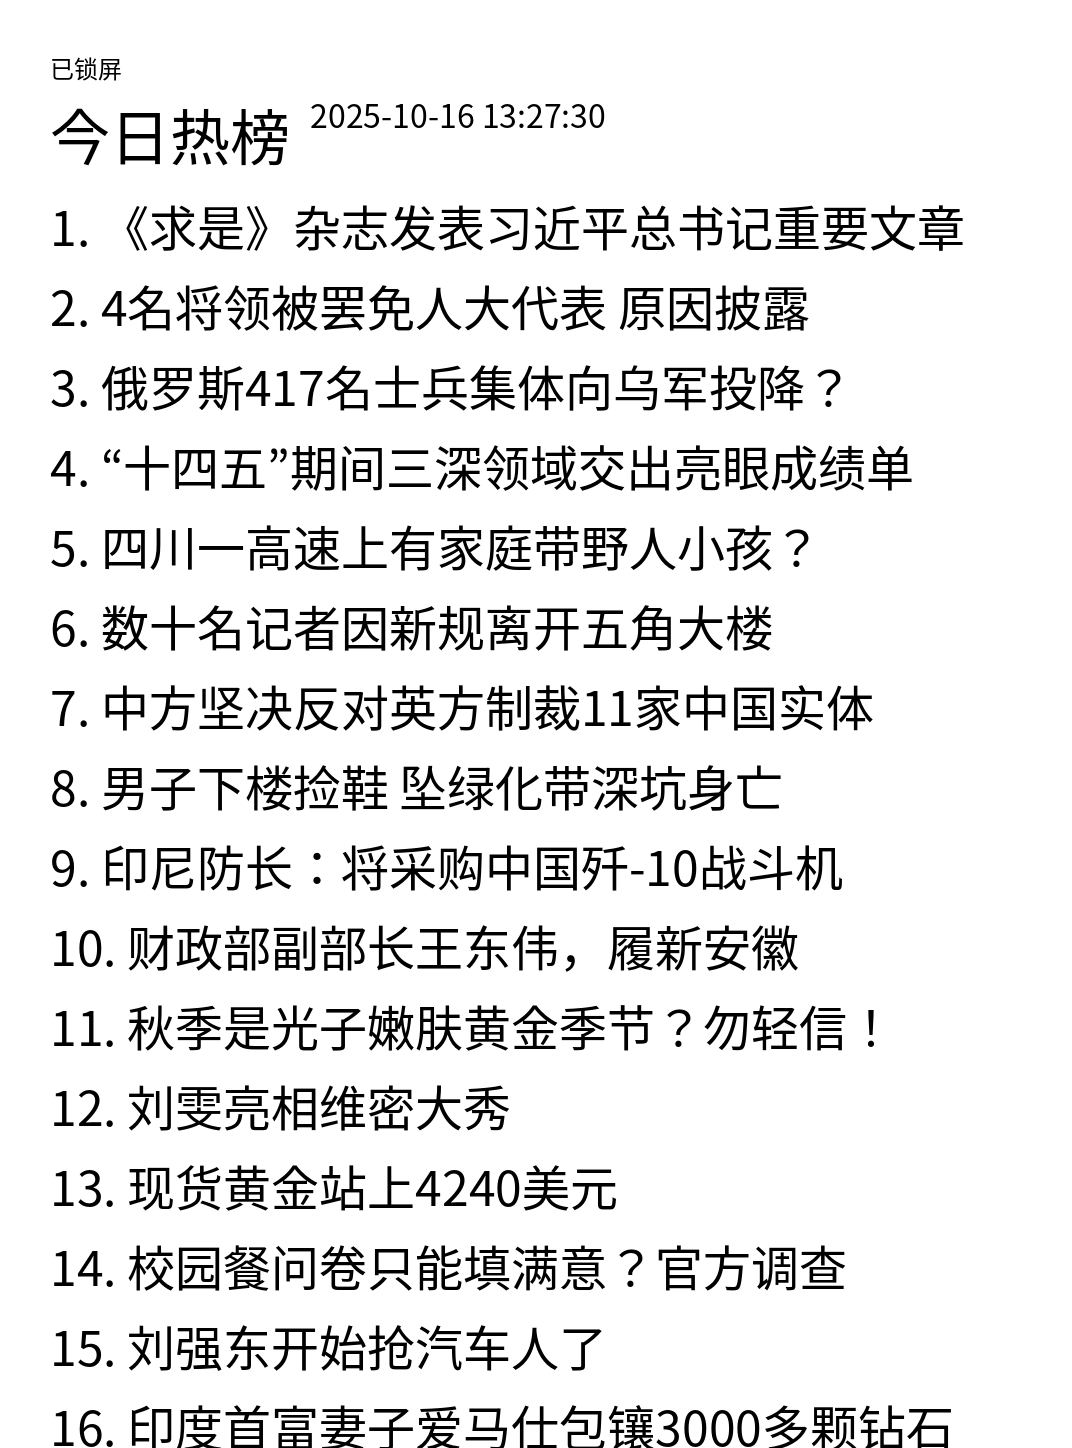 已锁屏
今日热榜 2025-10-16 13:27:30
1. 《求是》杂志发表习近平总书记重要文章
2. 4名将领被罢免人大代表 原因披露
3. 俄罗斯417名士兵集体向乌军投降？
4. “十四五”期间三深领域交出亮眼成绩单
5. 四川一高速上有家庭带野人小孩？
6. 数十名记者因新规离开五角大楼
7. 中方坚决反对英方制裁11家中国实体
8. 男子下楼捡鞋 坠绿化带深坑身亡
9. 印尼防长：将采购中国歼-10战斗机
10. 财政部副部长王东伟，履新安徽
11. 秋季是光子嫩肤黄金季节？勿轻信！
12. 刘雯亮相维密大秀
13. 现货黄金站上4240美元
14. 校园餐问卷只能填满意？官方调查
15. 刘强东开始抢汽车人了
16. 印度首富妻子爱马仕包镶3000多颗钻石